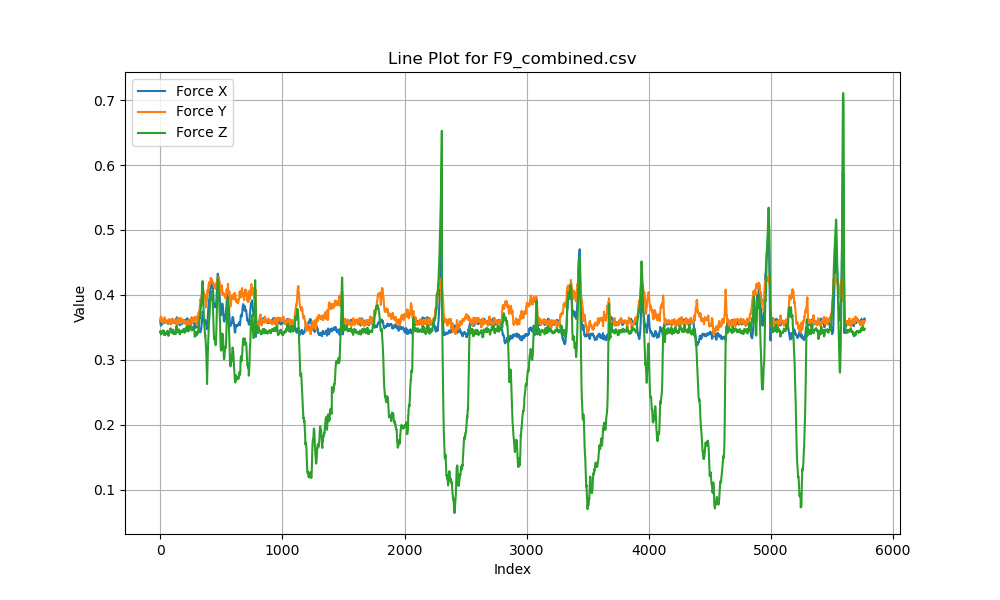 Line Plot for F9_combined.csv
Force X
Force Y
Force Z
0.7
0.6
0.5
0.4
0.3
0.2
0.1
Value
0 1000 2000 3000 4000 5000 6000
Index